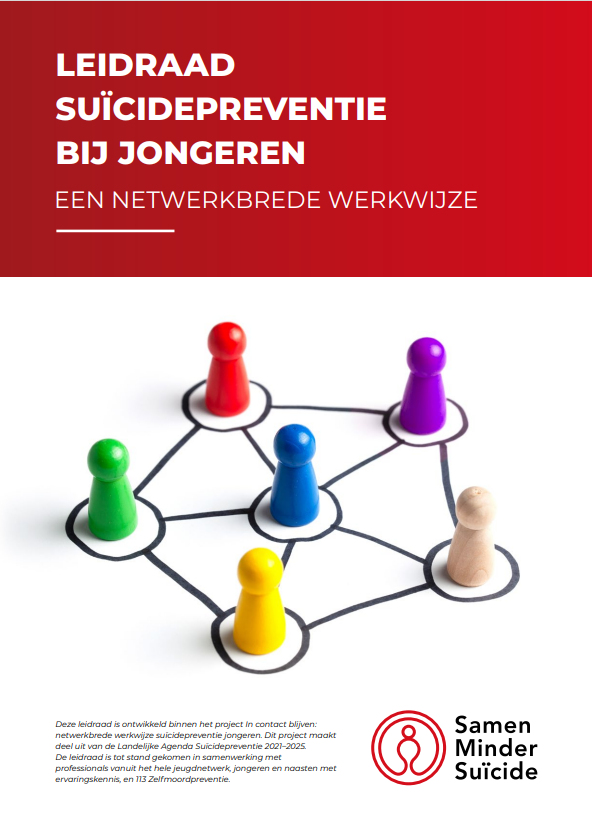 LEIDRAAD
SUÏCIDEPREVENTIE
BIJ JONGEREN
EEN NETWERKBREDE WERKWIJZE
Deze leidraad is ontwikkeld binnen het project In contact blijven:
netwerkbrede werkwijze suïcidepreventie jongeren. Dit project maakt
deel uit van de Landelijke Agenda Suïcidepreventie 2021–2025.
De leidraad is tot stand gekomen in samenwerking met
professionals vanuit het hele jeugdnetwerk, jongeren en naasten met
ervaringskennis, en 113 Zelfmoordpreventie.
Samen
Minder
Suïcide